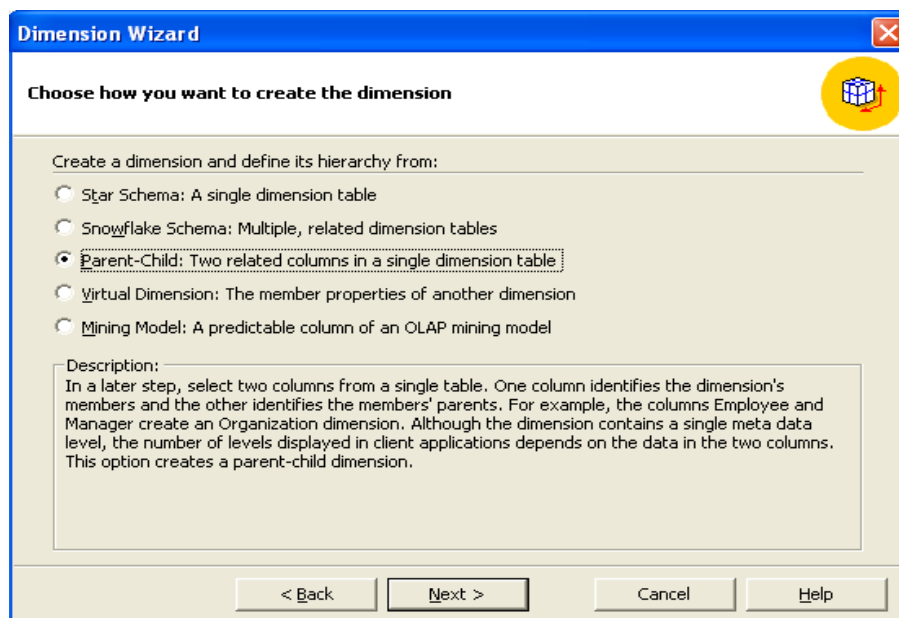 Dimension Wizard
Choose how you want to create the dimension
Create a dimension and define its hierarchy from:
Star Schema: A single dimension table
Snowflake Schema: Multiple, related dimension tables
Parent-Child: Two related columns in a single dimension table
Virtual Dimension: The member properties of another dimension
Mining Model: A predictable column of an OLAP mining model
Description:
In a later step, select two columns from a single table. One column identifies the dimension's
members and the other identifies the members' parents. For example, the columns Employee and
Manager create an Organization dimension. Although the dimension contains a single meta data
level, the number of levels displayed in client applications depends on the data in the two columns.
This option creates a parent-child dimension.
< Back Next > Cancel Help